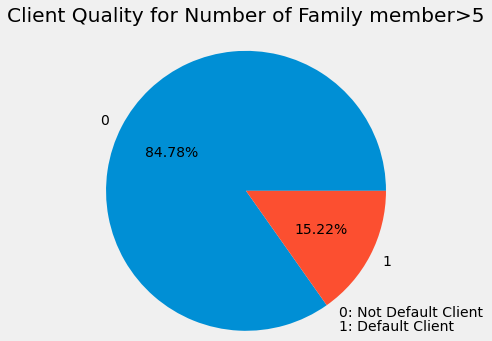 Client Quality for Number of Family member>5
0
84.78%
15.22%
1
0: Not Default Client
1: Default Client